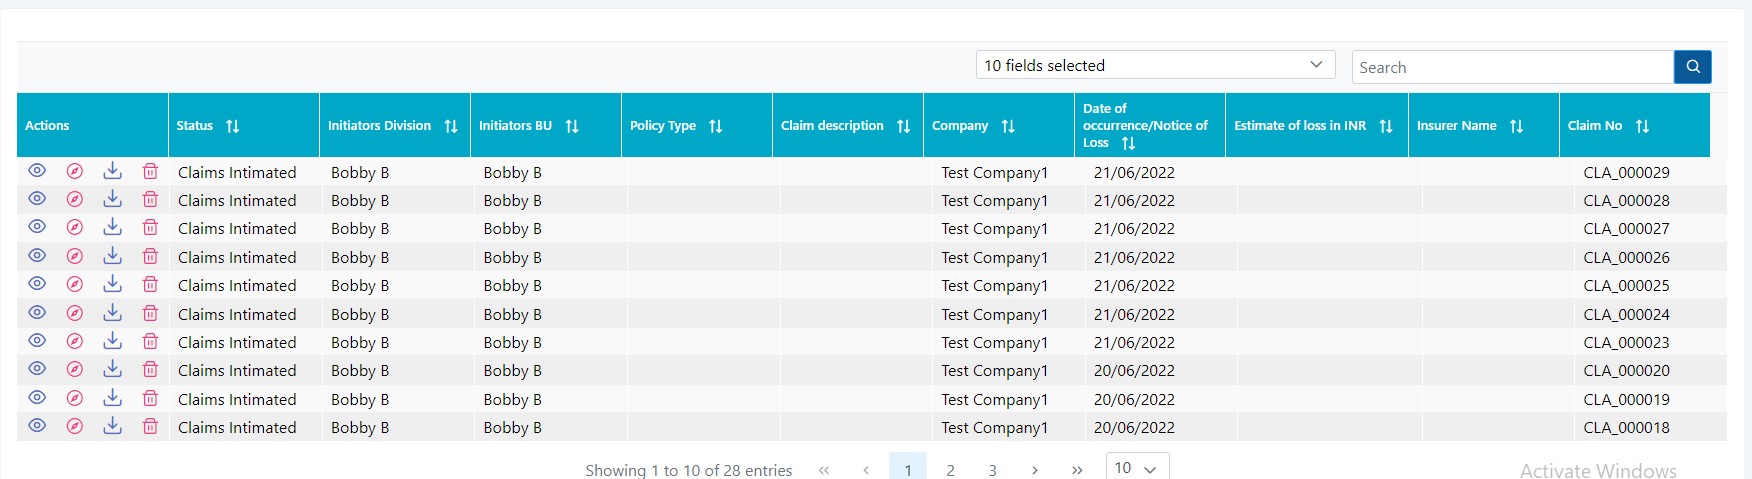 10 fields selected Search
Actions Status Initiators Division Initiators BU Policy Type Claim description Company Date of occurrence/Notice of Loss Estimate of loss in INR Insurer Name Claim No
Claims Intimated Bobby B Bobby B Test Company1 21/06/2022 CLA_000029
Claims Intimated Bobby B Bobby B Test Company1 21/06/2022 CLA_000028
Claims Intimated Bobby B Bobby B Test Company1 21/06/2022 CLA_000027
Claims Intimated Bobby B Bobby B Test Company1 21/06/2022 CLA_000026
Claims Intimated Bobby B Bobby B Test Company1 21/06/2022 CLA_000025
Claims Intimated Bobby B Bobby B Test Company1 21/06/2022 CLA_000024
Claims Intimated Bobby B Bobby B Test Company1 21/06/2022 CLA_000023
Claims Intimated Bobby B Bobby B Test Company1 20/06/2022 CLA_000020
Claims Intimated Bobby B Bobby B Test Company1 20/06/2022 CLA_000019
Claims Intimated Bobby B Bobby B Test Company1 20/06/2022 CLA_000018
Showing 1 to 10 of 28 entries « ‹ 1 2 3 › » 10
Activate Windows